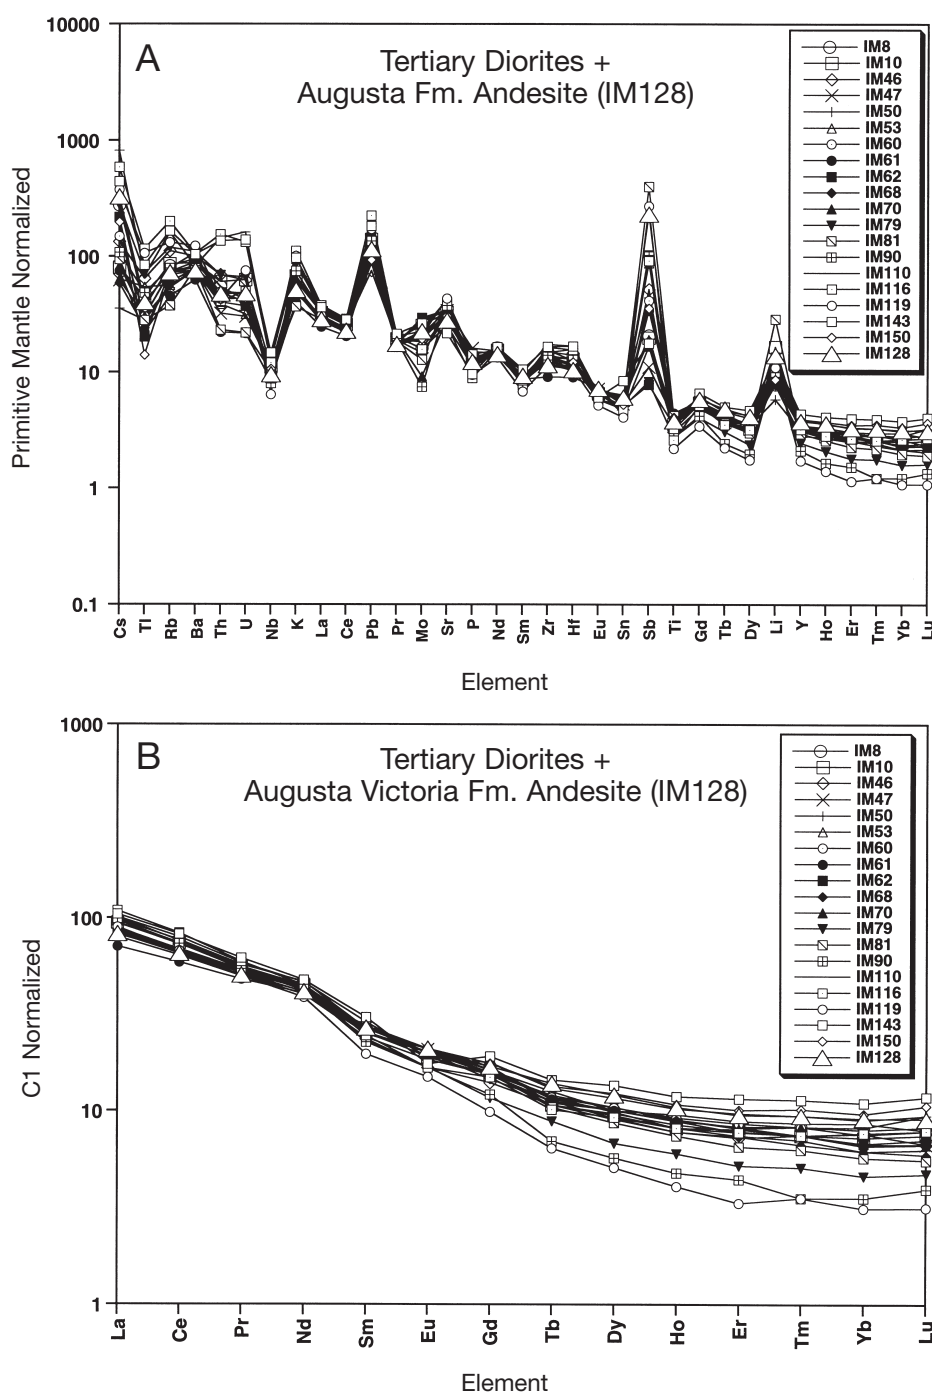 A
Tertiary Diorites +
Augusta Fm. Andesite (IM128)
Primitive Mantle Normalized
10000
1000
100
10
1
0.1
IM8
IM10
IM46
IM47
IM50
IM53
IM60
IM61
IM62
IM68
IM70
IM79
IM81
IM90
IM110
IM116
IM119
IM143
IM150
IM128
Cs Tl Rb Ba Th U Nb K La Ce Pb Pr Mo Sr P Nd Sm Zr Hf Eu Sn Sb Ti Gd Tb Dy Li Y Ho Er Tm Yb Lu
Element
B
Tertiary Diorites +
Augusta Victoria Fm. Andesite (IM128)
C1 Normalized
1000
100
10
1
IM8
IM10
IM46
IM47
IM50
IM53
IM60
IM61
IM62
IM68
IM70
IM79
IM81
IM90
IM110
IM116
IM119
IM143
IM150
IM128
La Ce Pr Nd Sm Eu Gd Tb Dy Ho Er Tm Yb Lu
Element